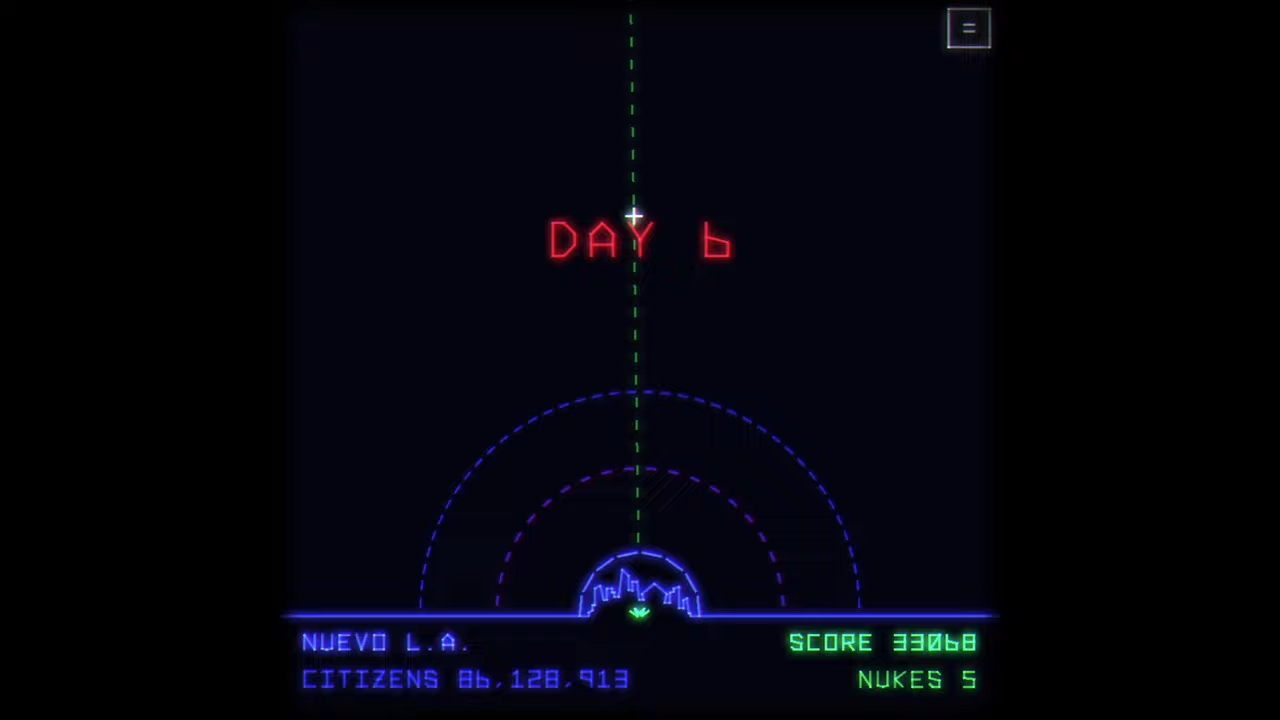 =
DAY 6
NUEVO L.A.
SCORE 33068
CITIZENS 86,128,913
NUKES 5